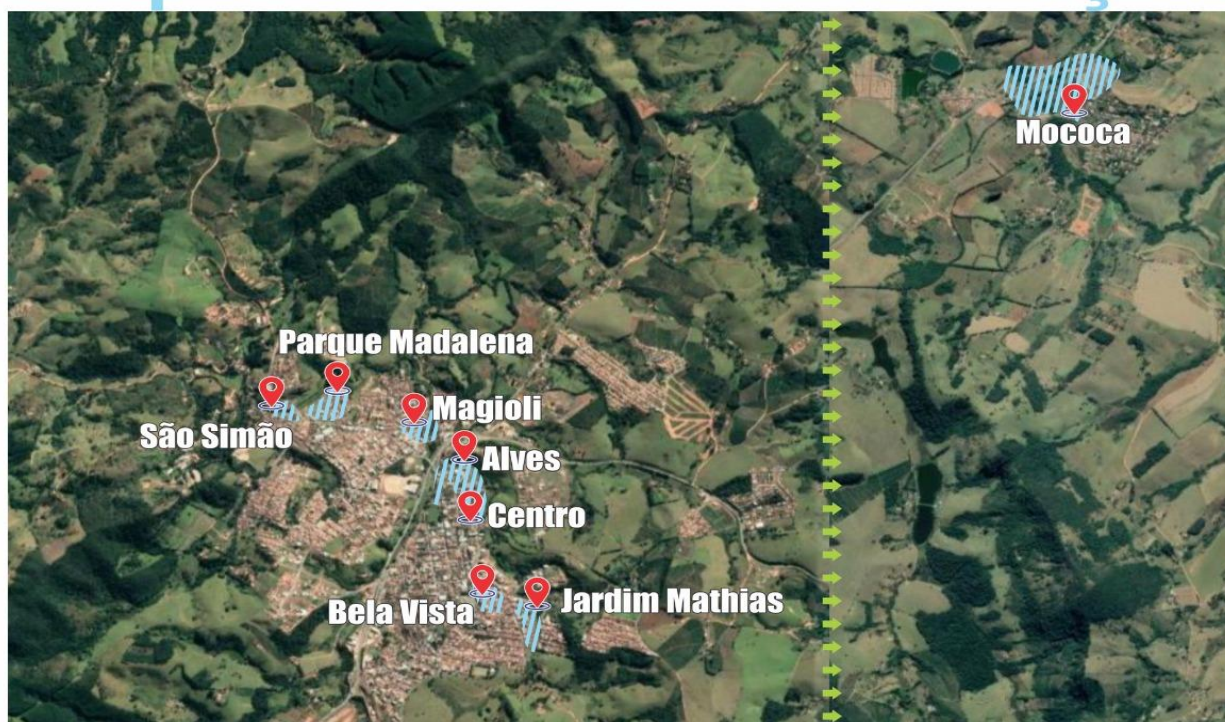 Mococa
Parque Madalena
Magioli
São Simão
Alves
Centro
Bela Vista
Jardim Mathias